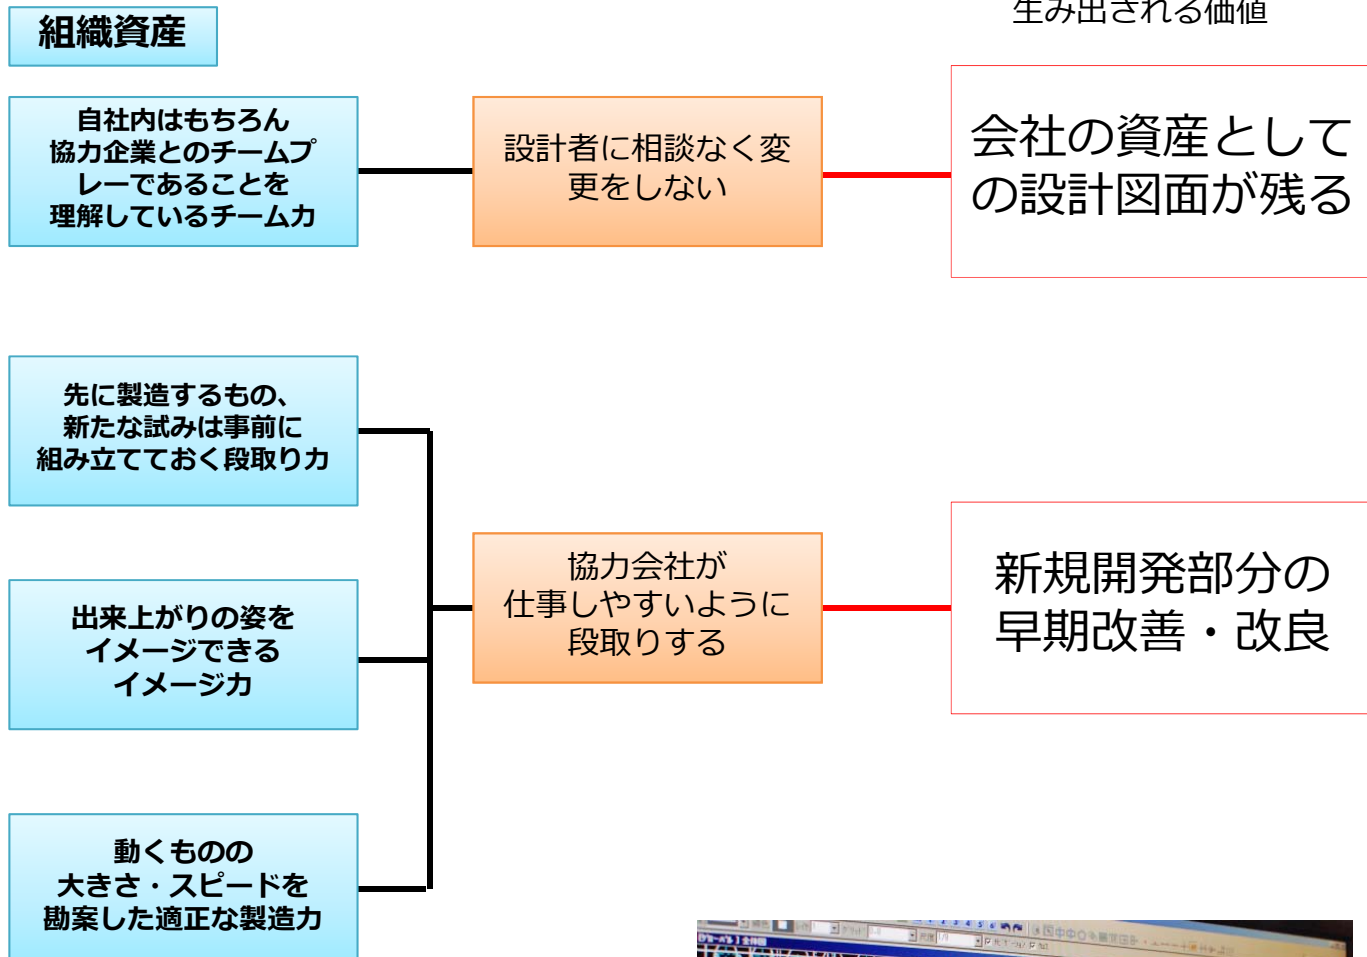 生み出される価値
組織資産
自社内はもちろん
協力企業とのチームプ
レーであることを
理解しているチーム力
設計者に相談なく変
更をしない
会社の資産として
の設計図面が残る
先に製造するもの、
新たな試みは事前に
組み立てておく段取り力
出来上がりの姿を
イメージできる
イメージ力
協力会社が
仕事しやすいように
段取りする
新規開発部分の
早期改善・改良
動くものの
大きさ・スピードを
勘案した適正な製造力